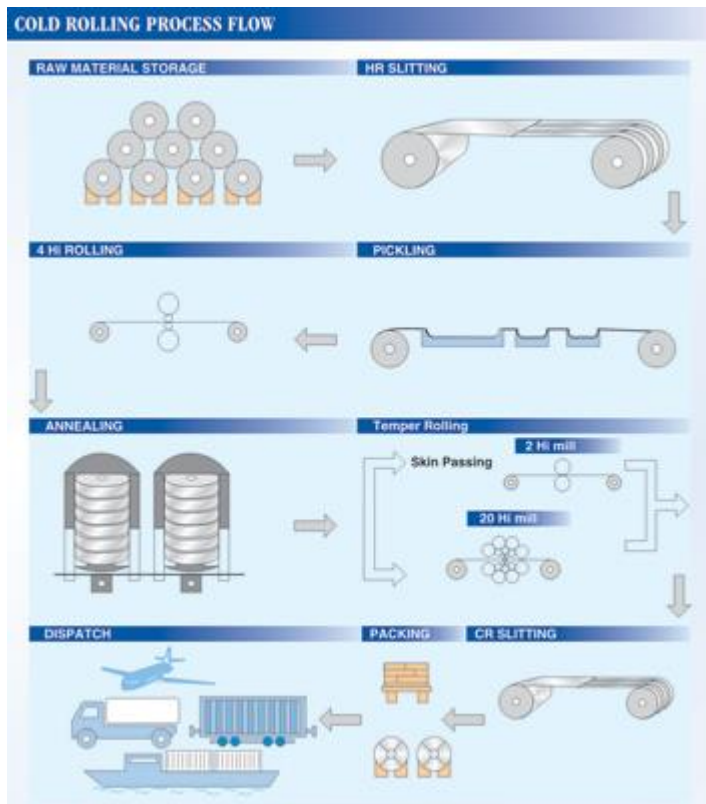 COLD ROLLING PROCESS FLOW
RAW MATERIAL STORAGE
HR SLITTING
4 HI ROLLING
PICKLING
ANNEALING
Temper Rolling
2 Hi mill
Skin Passing
20 Hi mill
DISPATCH
PACKING
CR SLITTING